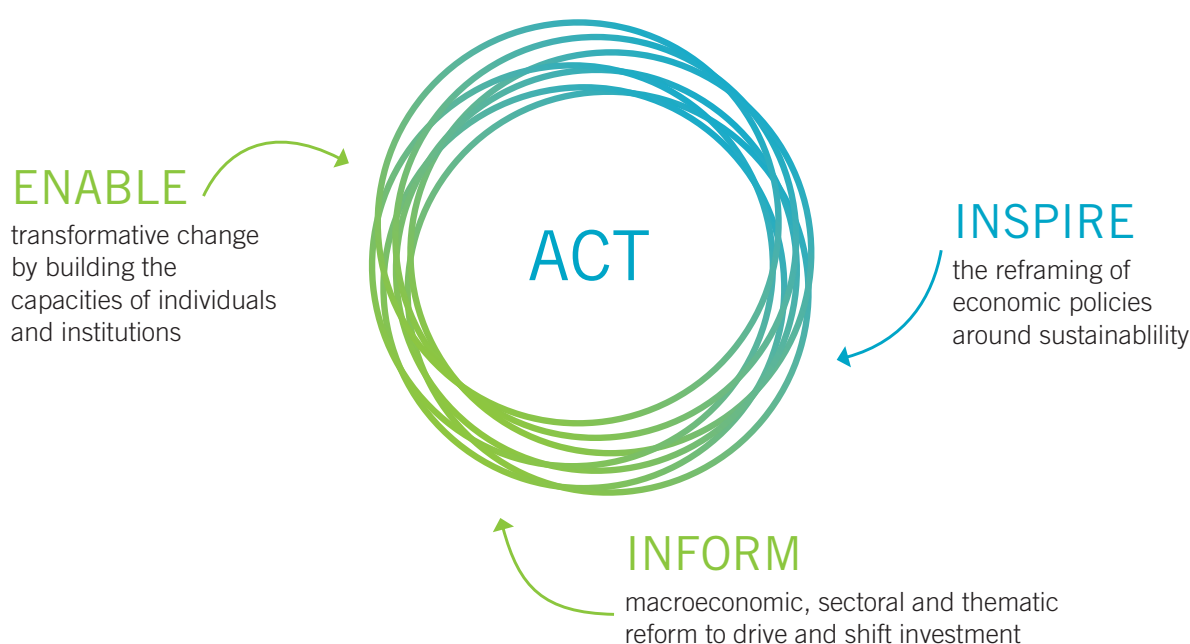 ENABLE
transformative change
by building the
capacities of individuals
and institutions
ACT
INSPIRE
the reframing of
economic policies
around sustainablility
INFORM
macroeconomic, sectoral and thematic
reform to drive and shift investment